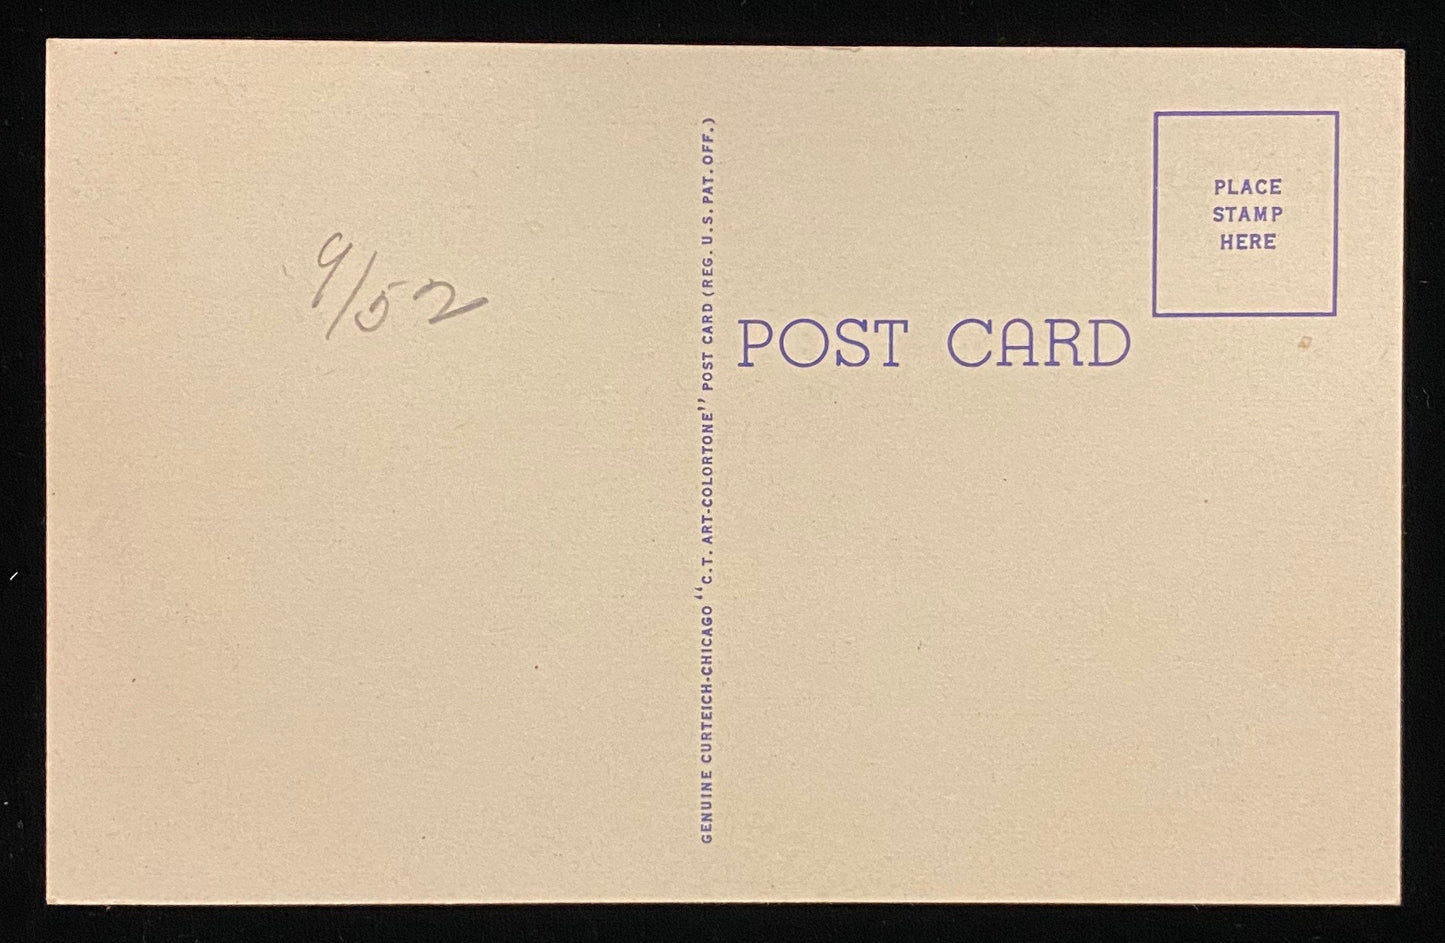 9/52
GENUINE CURTEICH-CHICAGO "C.T. ART-COLORTONE" POST CARD (REG. U.S. PAT. OFF.)
PLACE
STAMP
HERE
POST CARD